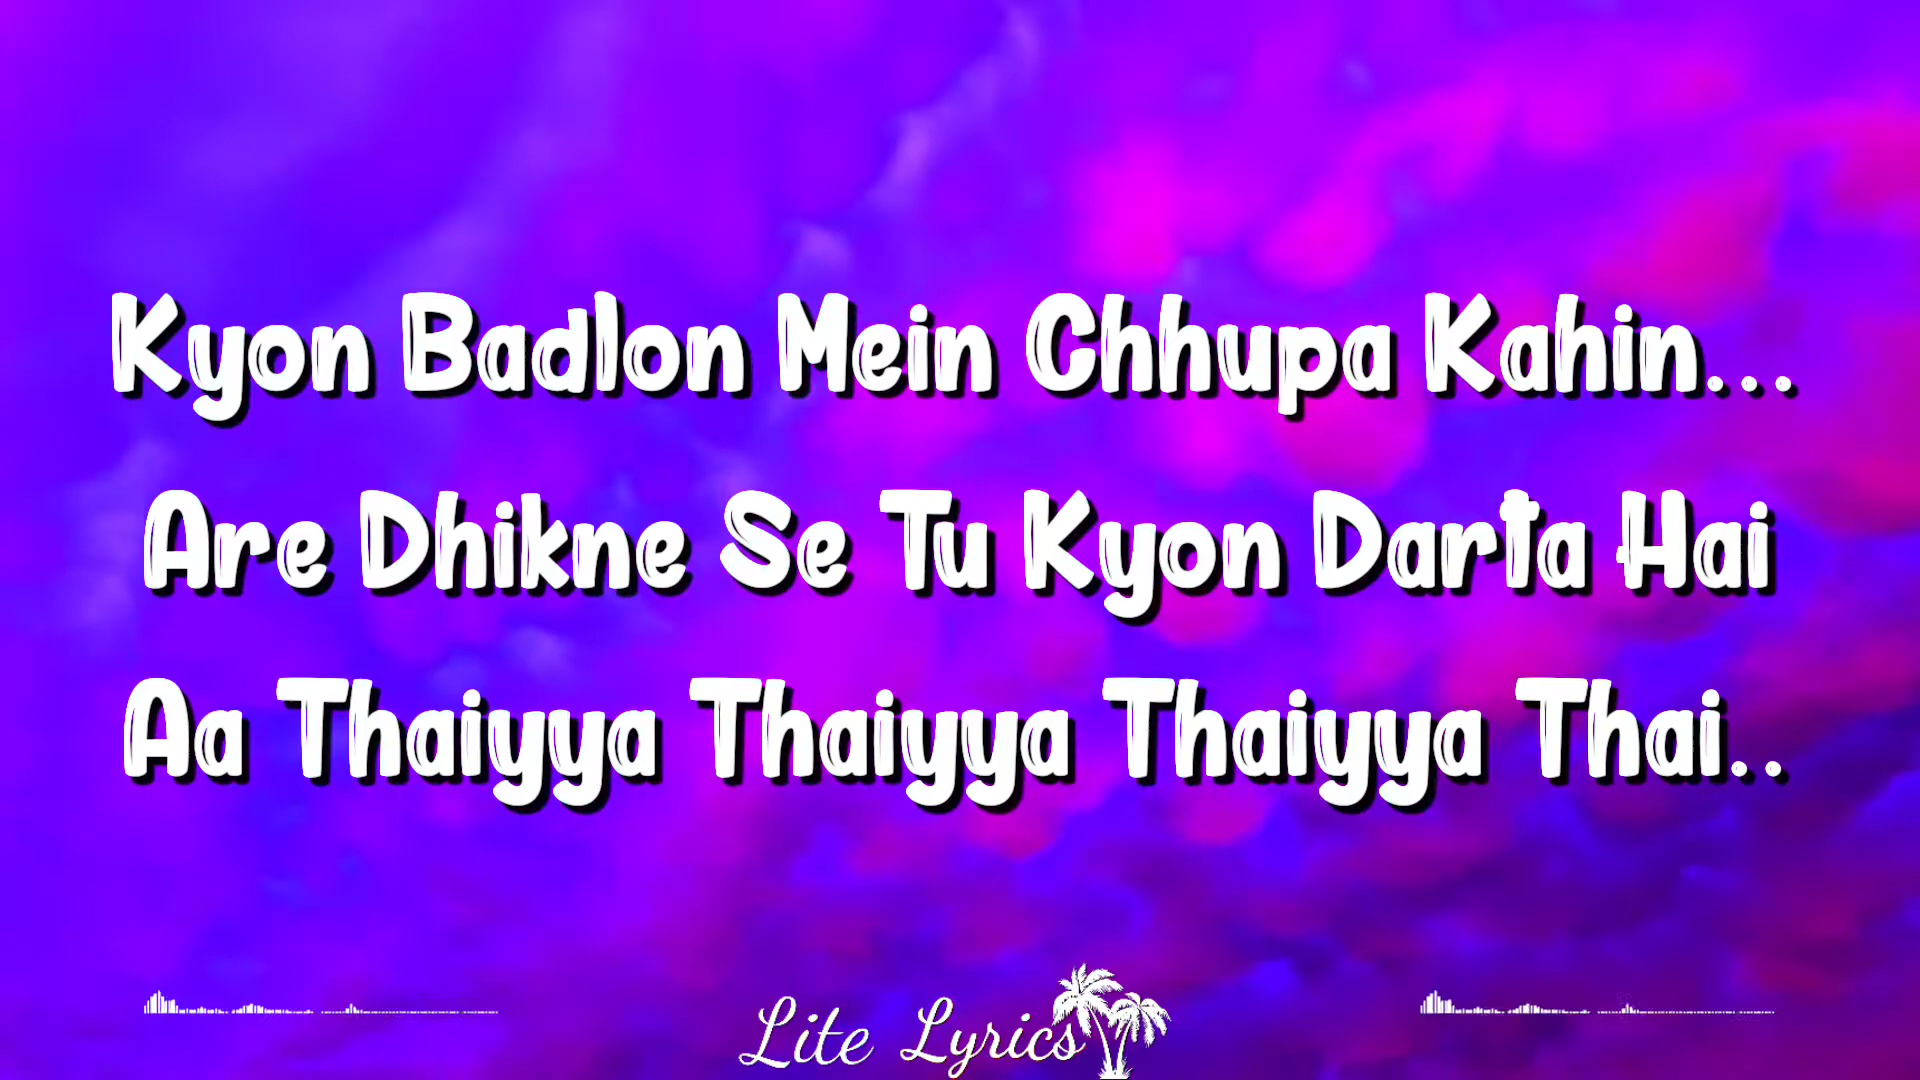 Kyon Badlon Mein Chhupa Kahin...
Are Dhikne Se Tu Kyon Darta Hai
Aa Thaiyya Thaiyya Thaiyya Thai..
Lite Lyrics